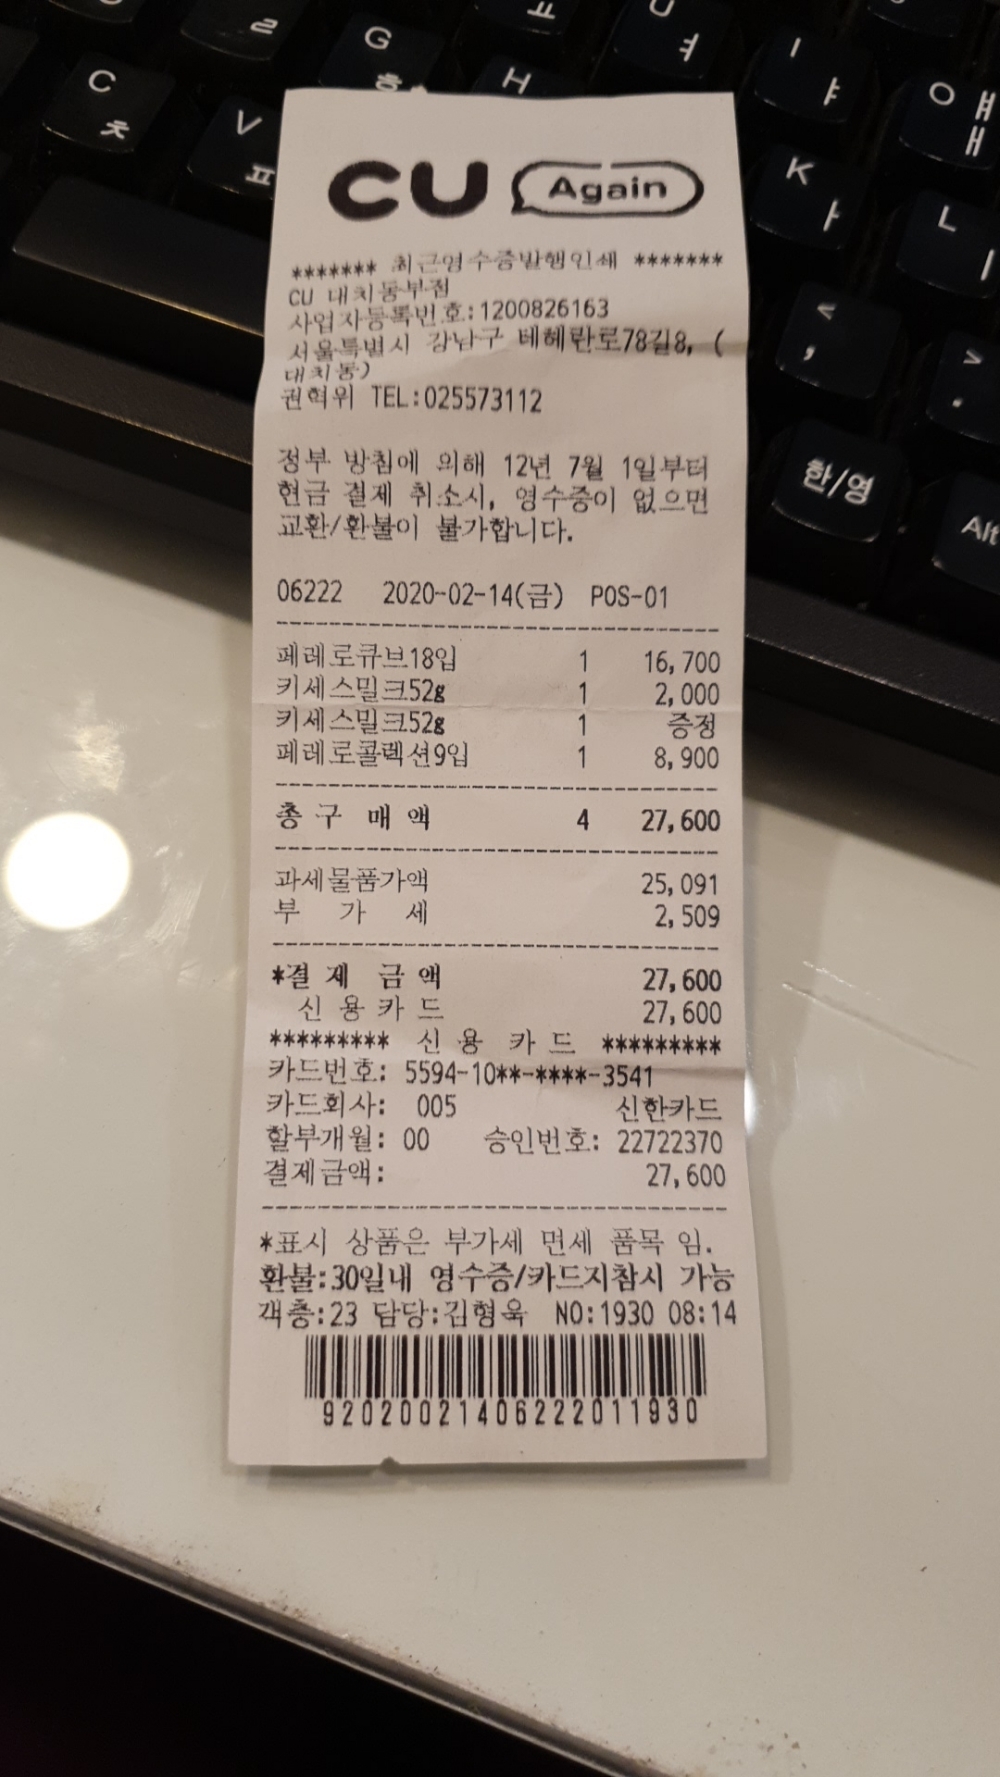 ㄹ
G
ㅎ
C
ㅊ
V
ㅍ
H
ㅛ
U
ㅕ
I
ㅑ
O
ㅒ
ㅐ
K
ㅏ
L
ㅣ
<
,
>
.
한/영
Alt
CU Again
******* 최근영수증발행인쇄 *******
CU 대치동부점
사업자등록번호:1200826163
서울특별시 강남구 테헤란로78길8, (
대치동)
권혁위 TEL:025573112
정부 방침에 의해 12년 7월 1일부터
현금 결제 취소시, 영수증이 없으면
교환/환불이 불가합니다.
06222 2020-02-14(금) POS-01
페레로큐브18입 1 16,700
키세스밀크52g 1 2,000
키세스밀크52g 1 증정
페레로콜렉션9입 1 8,900
총 구 매 액 4 27,600
과세물품가액 25,091
부 가 세 2,509
*결 제 금 액 27,600
신 용 카 드 27,600
********* 신 용 카 드 *********
카드번호: 5594-10**-****-3541
카드회사: 005 신한카드
할부개월: 00 승인번호: 22722370
결제금액: 27,600
*표시 상품은 부가세 면세 품목 임.
환불:30일내 영수증/카드지참시 가능
객층:23 담당:김형욱 NO:1930 08:14
92020021406222011930